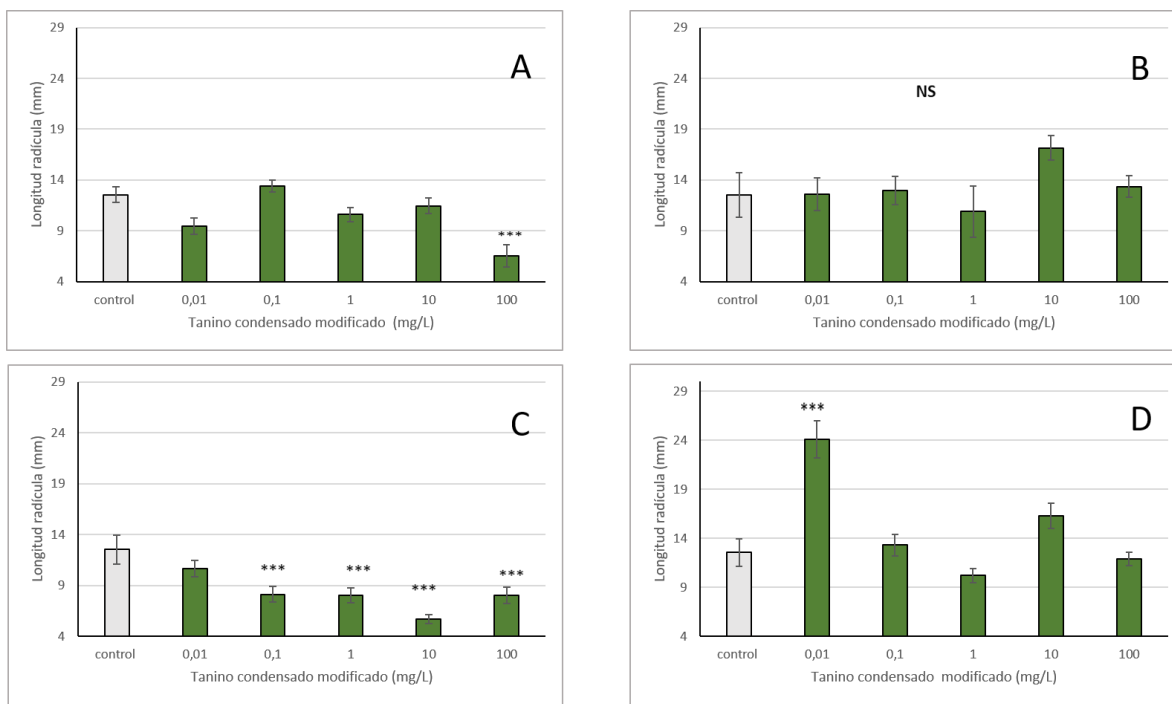 A
Longitud radícula (mm)
29
24
19
14
9
4
***
control 0,01 0,1 1 10 100
Tanino condensado modificado (mg/L)
B
Longitud radícula (mm)
29
24
19
14
9
4
NS
control 0,01 0,1 1 10 100
Tanino condensado modificado (mg/L)
C
Longitud radícula (mm)
29
24
19
14
9
4
*** *** *** ***
control 0,01 0,1 1 10 100
Tanino condensado modificado (mg/L)
D
Longitud radícula (mm)
29
24
19
14
9
4
***
control 0,01 0,1 1 10 100
Tanino condensado modificado (mg/L)